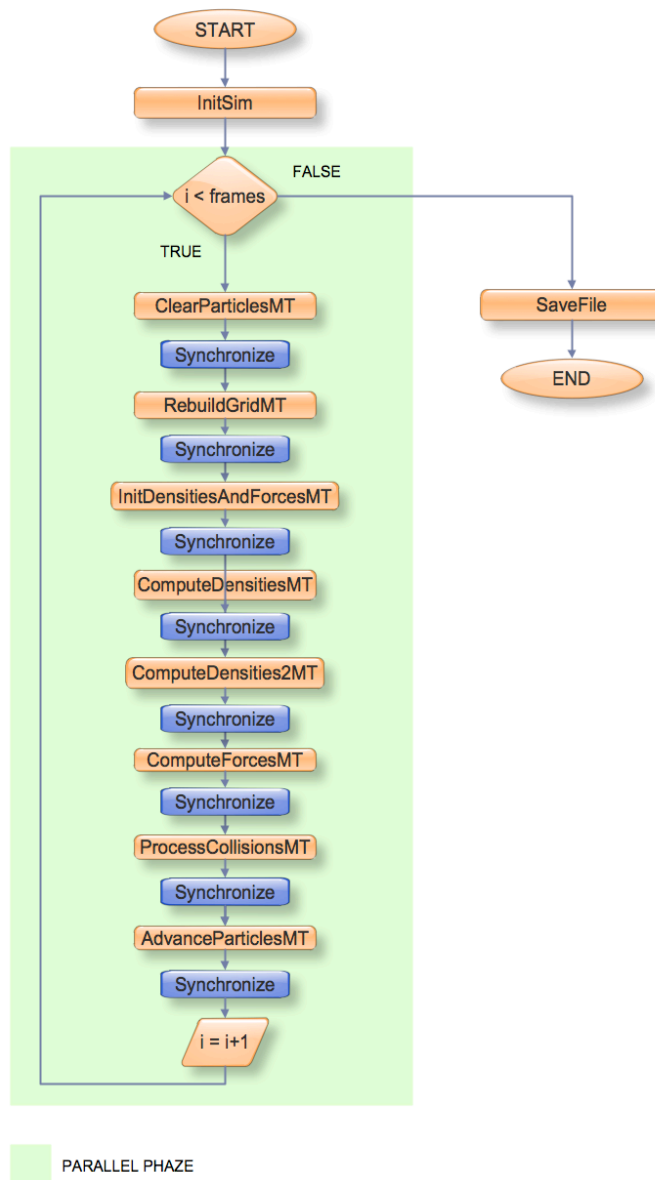 START
InitSim
i < frames
FALSE
TRUE
ClearParticlesMT
SaveFile
Synchronize
END
RebuildGridMT
Synchronize
InitDensitiesAndForcesMT
Synchronize
ComputeDensitiesMT
Synchronize
ComputeDensities2MT
Synchronize
ComputeForcesMT
Synchronize
ProcessCollisionsMT
Synchronize
AdvanceParticlesMT
Synchronize
i = i+1
PARALLEL PHAZE